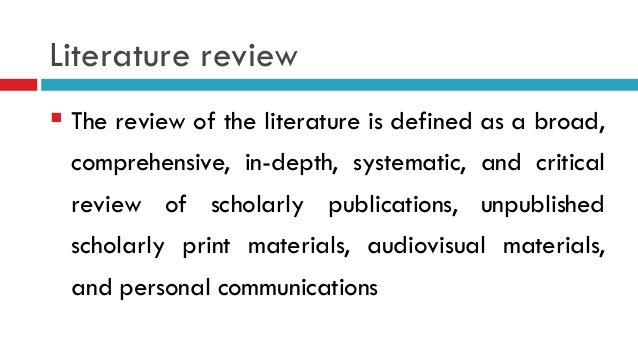 Literature review
The review of the literature is defined as a broad,
comprehensive, in-depth, systematic, and critical
review of scholarly publications, unpublished
scholarly print materials, audiovisual materials,
and personal communications